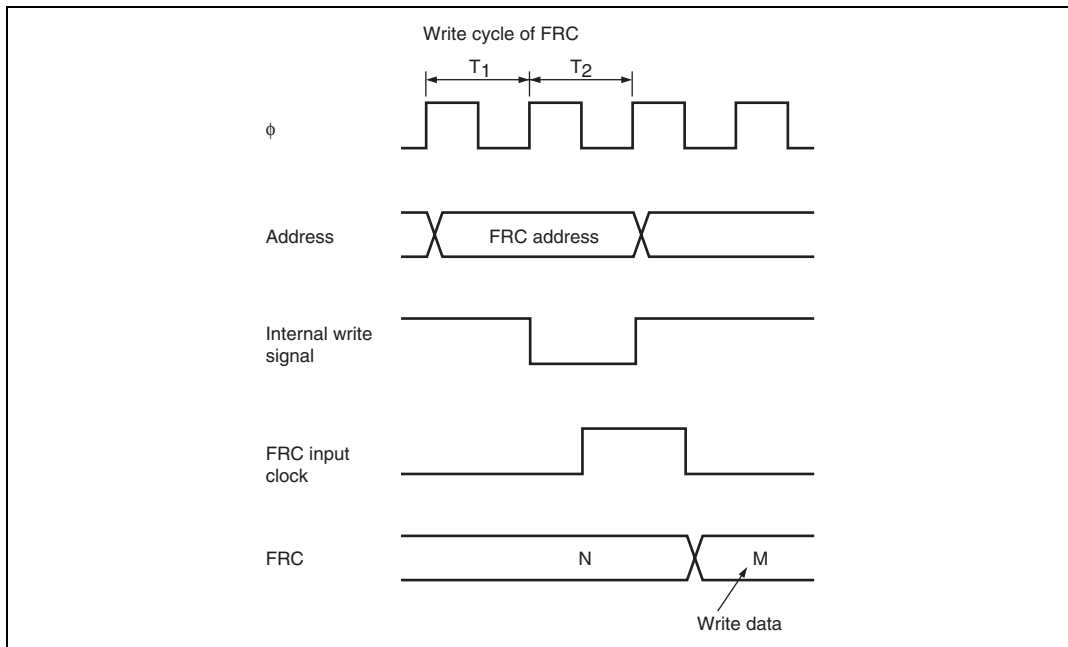 Write cycle of FRC
T1 T2
ϕ
Address
FRC address
Internal write
signal
FRC input
clock
FRC
N
M
Write data